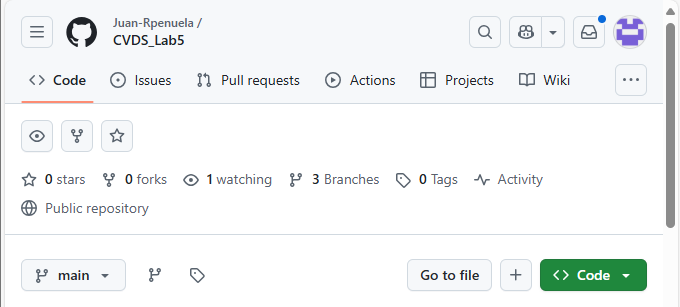 Juan-Rpenuela /
CVDS_Lab5
Code Issues Pull requests Actions Projects Wiki
0 stars 0 forks 1 watching 3 Branches 0 Tags Activity
Public repository
main Go to file Code